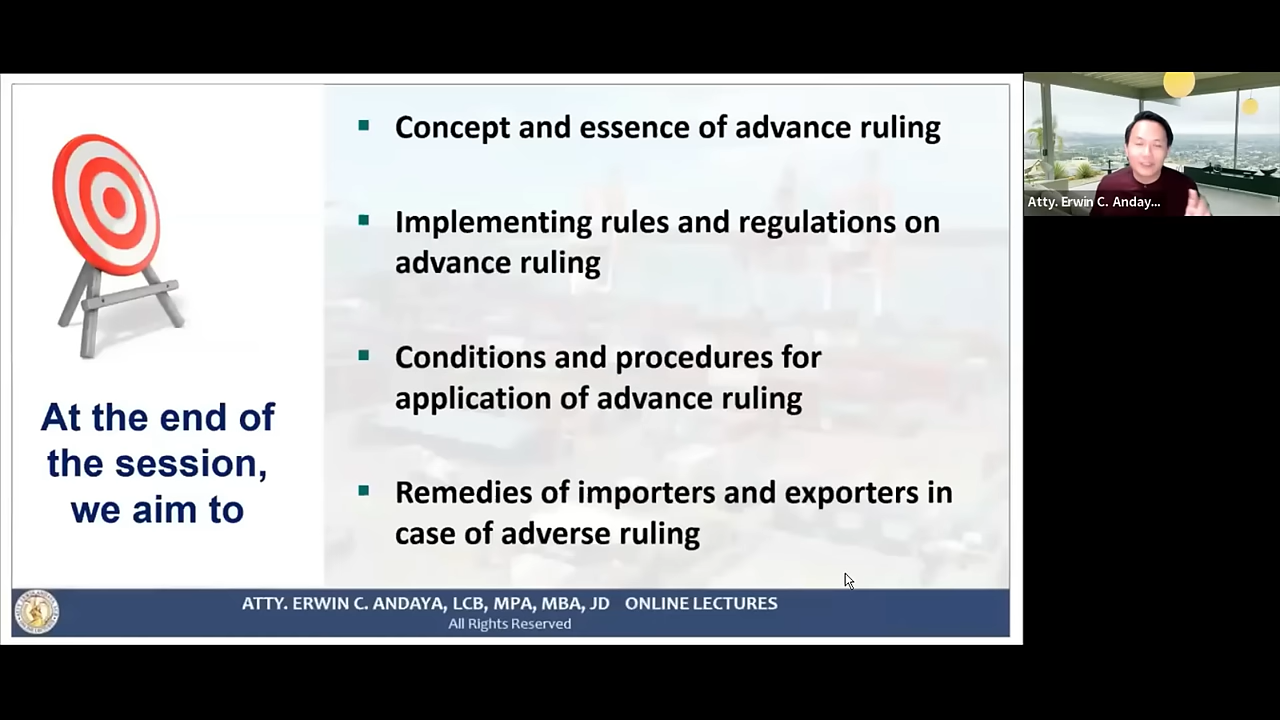 Concept and essence of advance ruling
Implementing rules and regulations on
advance ruling
Conditions and procedures for
application of advance ruling
Remedies of importers and exporters in
case of adverse ruling
At the end of
the session,
we aim to
ATTY. ERWIN C. ANDAYA, LCB, MPA, MBA, JD ONLINE LECTURES
All Rights Reserved
Atty. Erwin C. Anday...